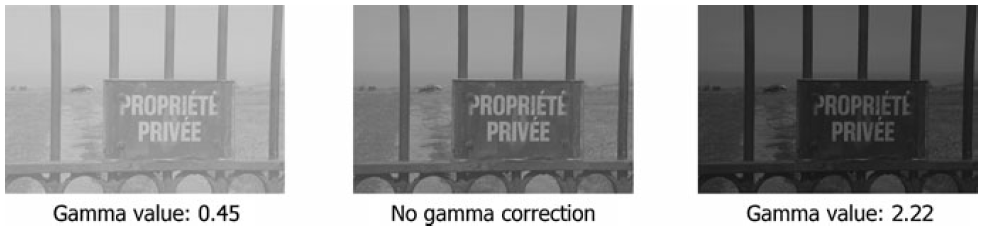 PROPRIÉTÉ
PRIVÉE
PROPRIÉTÉ
PRIVÉE
PROPRIÉTÉ
PRIVÉE
Gamma value: 0.45
No gamma correction
Gamma value: 2.22